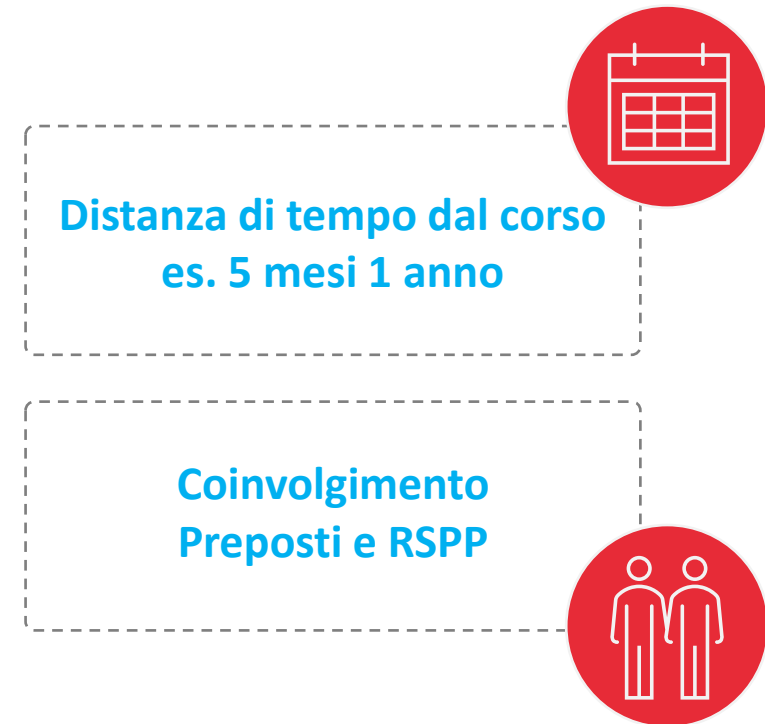 Distanza di tempo dal corso
es. 5 mesi 1 anno
Coinvolgimento
Preposti e RSPP